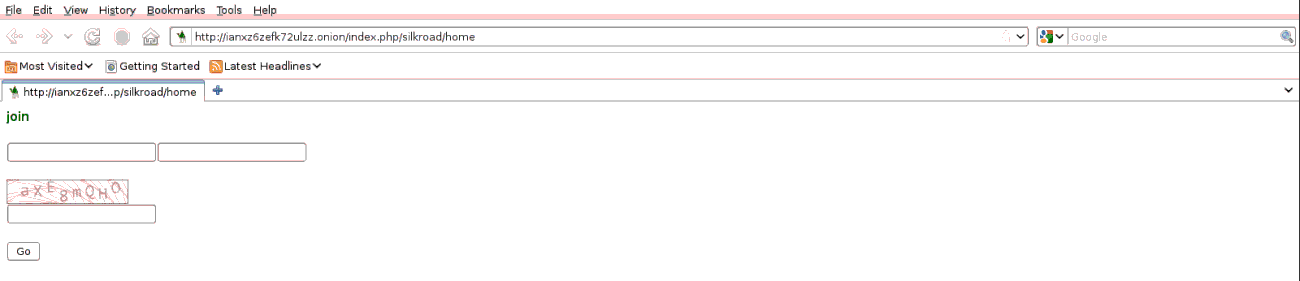 File Edit View History Bookmarks Tools Help
http://ianxz6zefk72ulzz.onion/index.php/silkroad/home Google
Most Visited Getting Started Latest Headlines
http://ianxz6zef...p/silkroad/home
join
axE8mQHO
Go